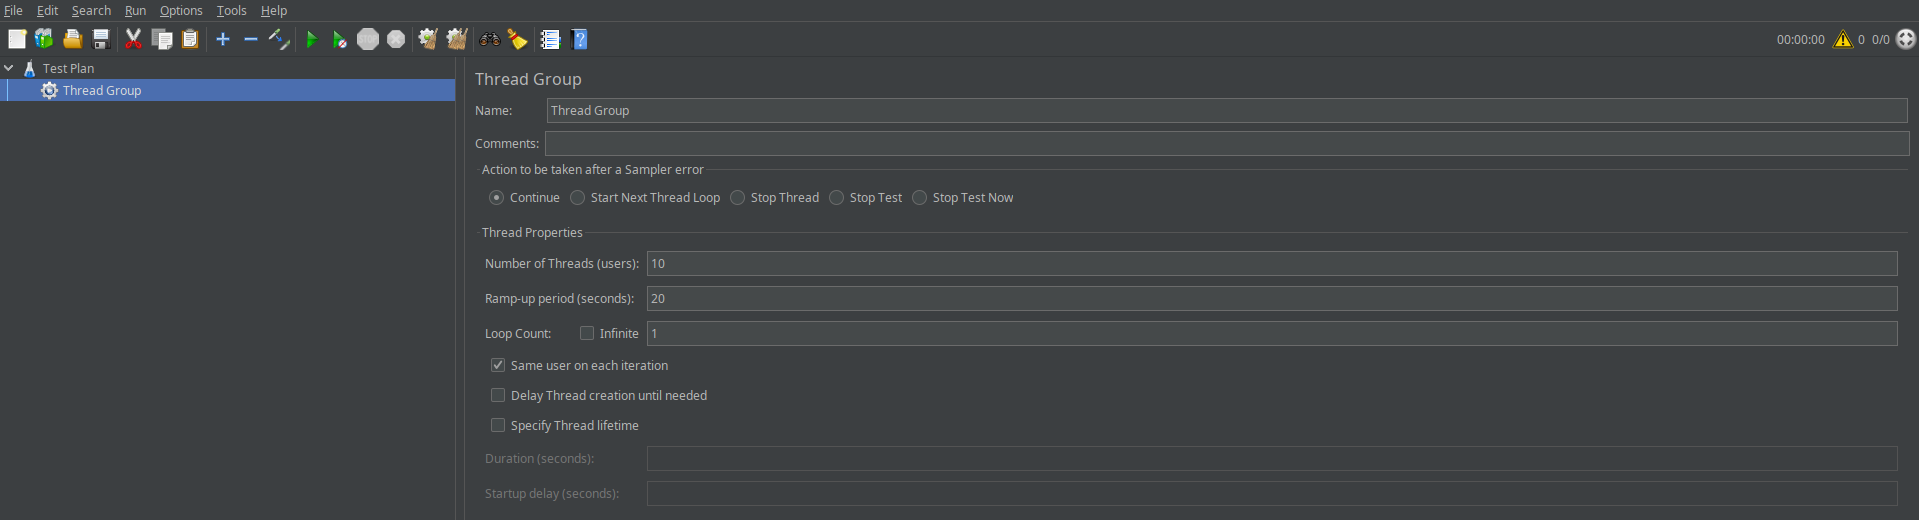 File Edit Search Run Options Tools Help
00:00:00 0 0/0
Test Plan
Thread Group
Thread Group
Name: Thread Group
Comments:
Action to be taken after a Sampler error
Continue Start Next Thread Loop Stop Thread Stop Test Stop Test Now
Thread Properties
Number of Threads (users): 10
Ramp-up period (seconds): 20
Loop Count: Infinite 1
Same user on each iteration
Delay Thread creation until needed
Specify Thread lifetime
Duration (seconds):
Startup delay (seconds):